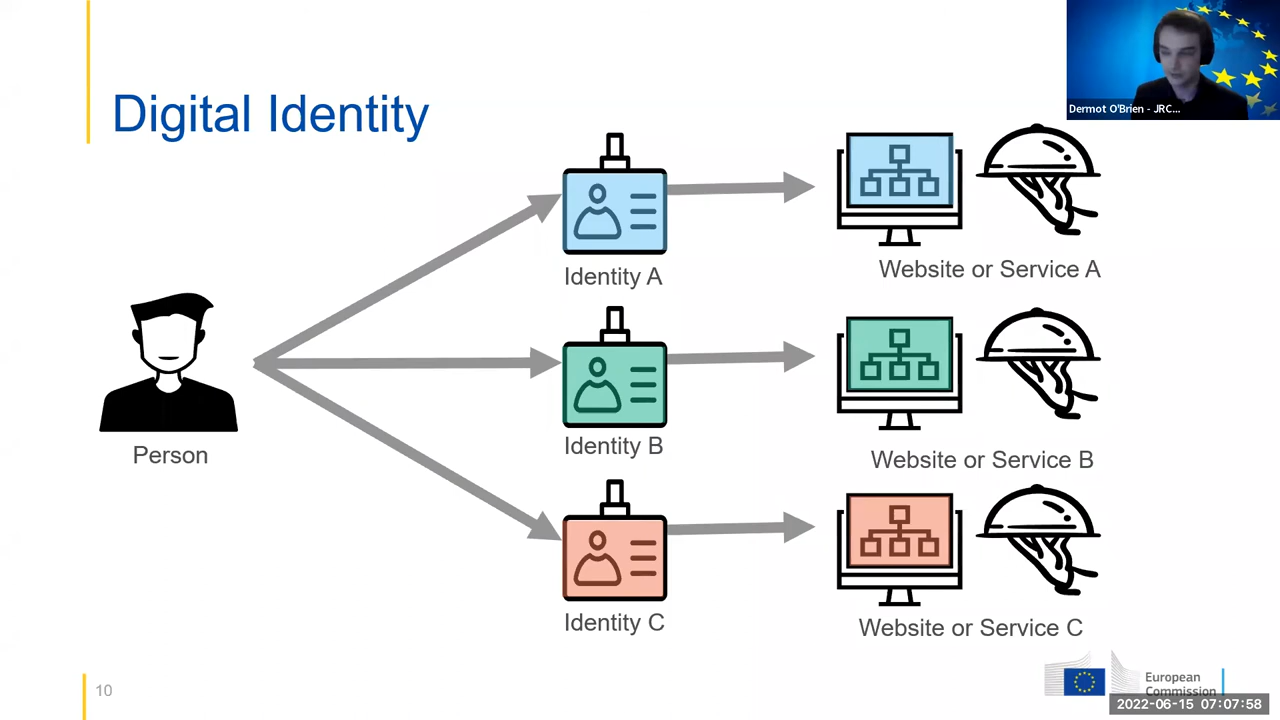 Dermot O'Brien - JRC...
Digital Identity
Identity A
Website or Service A
Person
Identity B
Website or Service B
Identity C
Website or Service C
10
European
Commission
2022-06-15 07:07:58